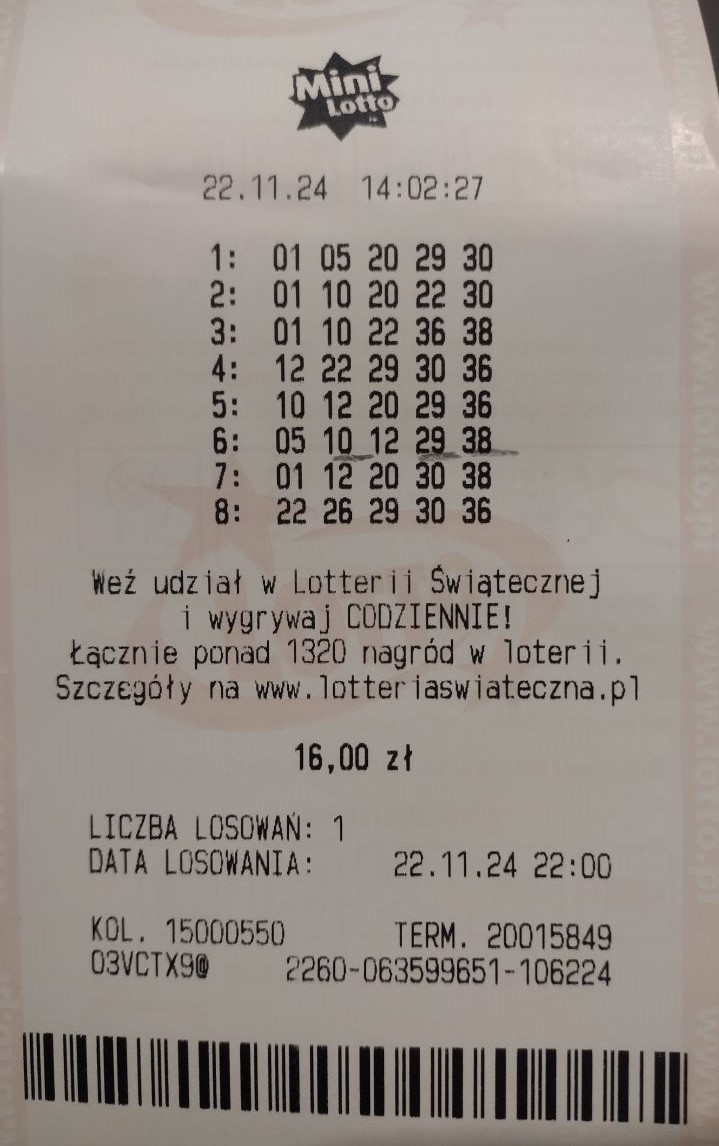 Mini
Lotto
22.11.24 14:02:27
1: 01 05 20 29 30
2: 01 10 20 22 30
3: 01 10 22 36 38
4: 12 22 29 30 36
5: 10 12 20 29 36
6: 05 10 12 29 38
7: 01 12 20 30 38
8: 22 26 29 30 36
Weź udział w Lotterii Świątecznej
i wygrywaj CODZIENNIE!
Łącznie ponad 1320 nagród w loterii.
Szczegóły na www.lotteriaswiateczna.pl
16,00 zł
LICZBA LOSOWAŃ: 1
DATA LOSOWANIA: 22.11.24 22:00
KOL. 15000550 TERM. 20015849
03VCTX9@ 2260-063599651-106224